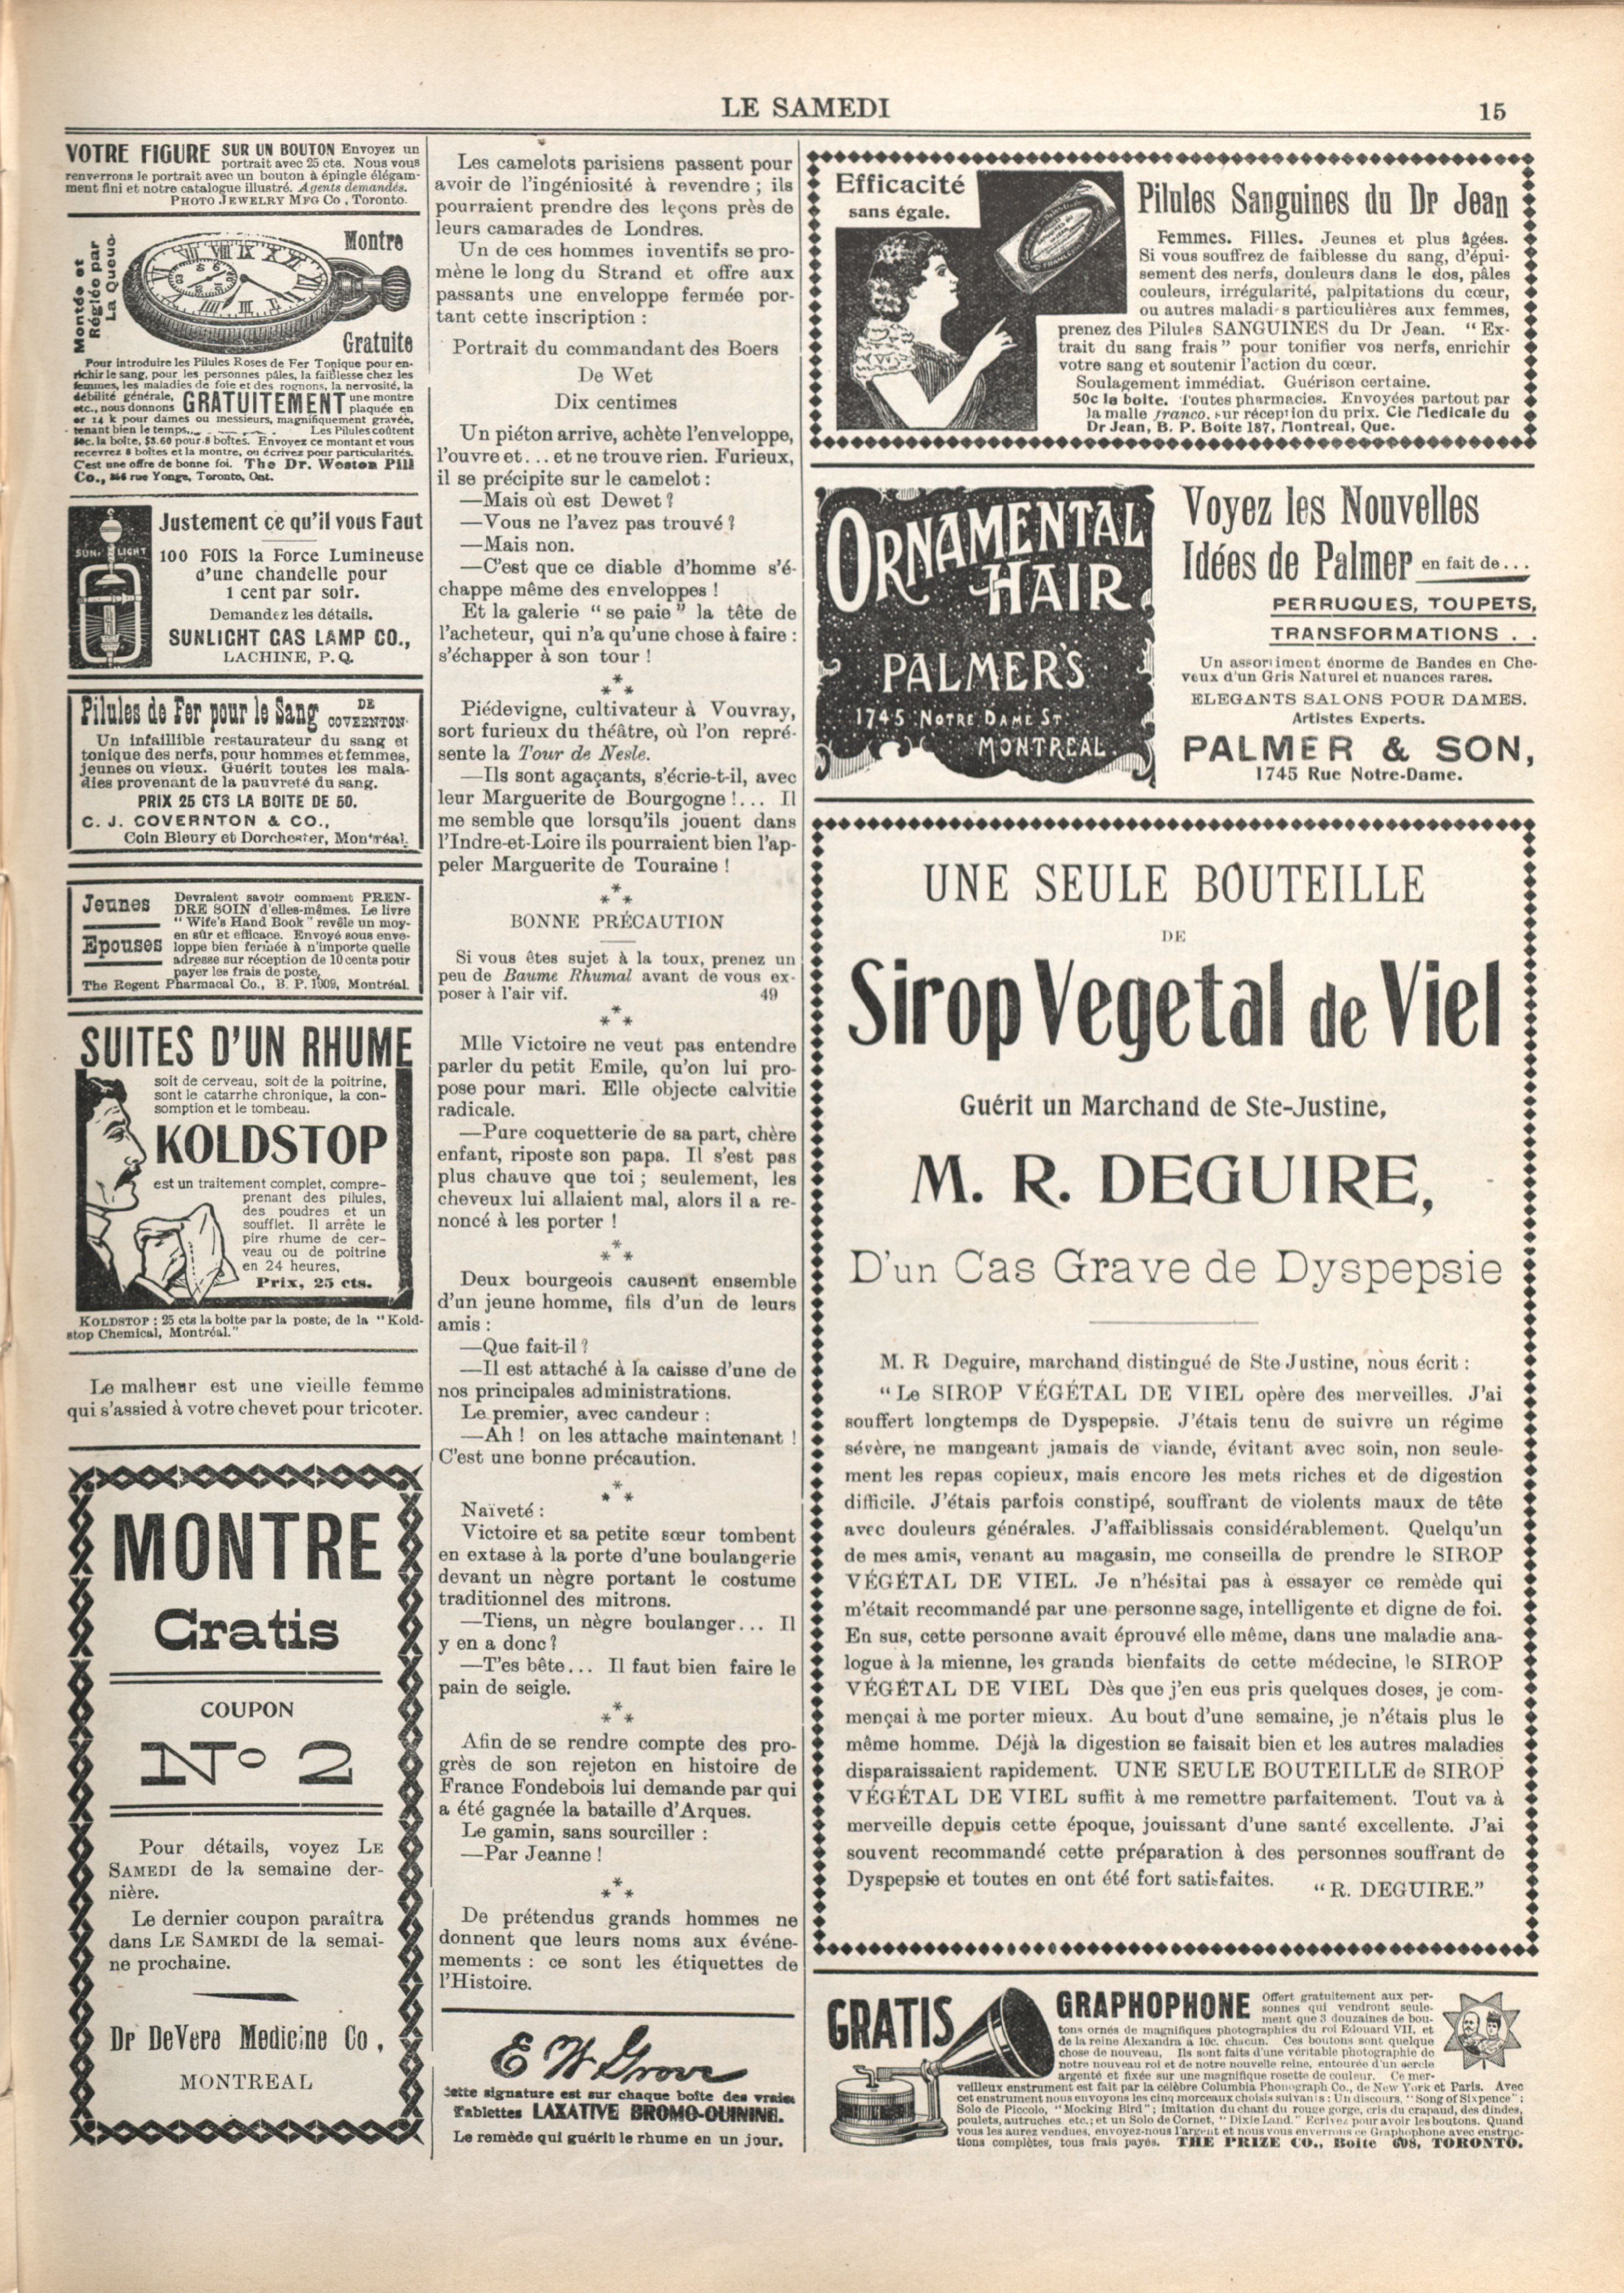 LE SAMEDI
15
VOTRE FIGURE SUR UN BOUTON Envoyez un
portrait avec 25 cts. Nous vous
renverrons le portrait avec un bouton à épingle élégam-
ment fini et notre catalogue illustré. Agents demandés.
PHOTO JEWELRY MFG Co , Toronto.
Montée et
Réglée par
La Queue
Montre
Gratuite
Pour introduire les Pilules Roses de Fer Tonique pour en-
richir le sang, pour les personnes pâles, la faiblesse chez les
femmes, les maladies de foie et des rognons, la nervosité, la
débilité générale,
etc., nous donnons GRATUITEMENT une montre
plaquée en
or 14 k pour dames ou messieurs, magnifiquement gravée,
tenant bien le temps. Les Pilules coûtent
50c. la boîte, $3.60 pour 8 boîtes. Envoyez ce montant et vous
recevrez 8 boîtes et la montre, ou écrivez pour particularités.
C'est une offre de bonne foi. The Dr. Weston Pill
Co., rue Yonge, Toronto, Ont.
SUN LIGHT
Justement ce qu'il vous Faut
100 FOIS la Force Lumineuse
d'une chandelle pour
1 cent par soir.
Demandez les détails.
SUNLIGHT GAS LAMP CO.,
LACHINE, P. Q.
Pilules de Fer pour le Sang DE COVERNTON
Un infaillible restaurateur du sang et
tonique des nerfs, pour hommes et femmes,
jeunes ou vieux. Guérit toutes les mala-
dies provenant de la pauvreté du sang.
PRIX 25 CTS LA BOITE DE 50.
C. J. COVERNTON & CO.,
Coin Bleury et Dorchester, Montréal.
Jeunes
Epouses
Devraient savoir comment PREN-
DRE SOIN d'elles-mêmes. Le livre
"Wife's Hand Book" revèle un moy-
en sûr et efficace. Envoyé sous enve-
loppe bien fermée à n'importe quelle
adresse sur réception de 10 cents pour
payer les frais de poste,
The Regent Pharmacal Co., B. P. 1009, Montréal.
SUITES D'UN RHUME
soit de cerveau, soit de la poitrine,
sont le catarrhe chronique, la con-
somption et le tombeau.
KOLDSTOP
est un traitement complet, compre-
prenant des pilules,
des poudres et un
soufflet. Il arrête le
pire rhume de cer-
veau ou de poitrine
en 24 heures,
Prix, 25 cts.
KOLDSTOP : 25 cts la boîte par la poste, de la "Kold-
stop Chemical, Montréal."
Le malheur est une vieille femme
qui s'assied à votre chevet pour tricoter.
MONTRE
Gratis
COUPON
No 2
Pour détails, voyez LE
SAMEDI de la semaine der-
nière.
Le dernier coupon paraîtra
dans LE SAMEDI de la semai-
ne prochaine.
Dr DeVere Medicine Co,
MONTREAL
Les camelots parisiens passent pour
avoir de l'ingéniosité à revendre ; ils
pourraient prendre des leçons près de
leurs camarades de Londres.
Un de ces hommes inventifs se pro-
mène le long du Strand et offre aux
passants une enveloppe fermée por-
tant cette inscription :
Portrait du commandant des Boers
De Wet
Dix centimes
Un piéton arrive, achète l'enveloppe,
l'ouvre et... et ne trouve rien. Furieux,
il se précipite sur le camelot :
—Mais où est Dewet ?
—Vous ne l'avez pas trouvé ?
—Mais non.
—C'est que ce diable d'homme s'é-
chappe même des enveloppes !
Et la galerie "se paie" la tête de
l'acheteur, qui n'a qu'une chose à faire :
s'échapper à son tour !
* * *
Piédevigne, cultivateur à Vouvray,
sort furieux du théâtre, où l'on repré-
sente la Tour de Nesle.
—Ils sont agaçants, s'écrie-t-il, avec
leur Marguerite de Bourgogne !... Il
me semble que lorsqu'ils jouent dans
l'Indre-et-Loire ils pourraient bien l'ap-
peler Marguerite de Touraine !
* * *
BONNE PRÉCAUTION
Si vous êtes sujet à la toux, prenez un
peu de Baume Rhumal avant de vous ex-
poser à l'air vif. 49
* * *
Mlle Victoire ne veut pas entendre
parler du petit Emile, qu'on lui pro-
pose pour mari. Elle objecte calvitie
radicale.
—Pure coquetterie de sa part, chère
enfant, riposte son papa. Il s'est pas
plus chauve que toi ; seulement, les
cheveux lui allaient mal, alors il a re-
noncé à les porter !
* * *
Deux bourgeois causent ensemble
d'un jeune homme, fils d'un de leurs
amis :
—Que fait-il ?
—Il est attaché à la caisse d'une de
nos principales administrations.
Le premier, avec candeur :
—Ah ! on les attache maintenant !
C'est une bonne précaution.
* * *
Naïveté :
Victoire et sa petite sœur tombent
en extase à la porte d'une boulangerie
devant un nègre portant le costume
traditionnel des mitrons.
—Tiens, un nègre boulanger... Il
y en a donc ?
—T'es bête... Il faut bien faire le
pain de seigle.
* * *
Afin de se rendre compte des pro-
grès de son rejeton en histoire de
France Fondebois lui demande par qui
a été gagnée la bataille d'Arques.
Le gamin, sans sourciller :
—Par Jeanne !
* * *
De prétendus grands hommes ne
donnent que leurs noms aux événe-
mements : ce sont les étiquettes de
l'Histoire.
E W Grove
Cette signature est sur chaque boîte des vraies
Tablettes LAXATIVE BROMO-QUININE.
Le remède qui guérit le rhume en un jour.
Efficacité
sans égale.
Pilules Sanguines du Dr Jean
Femmes. Filles. Jeunes et plus âgées.
Si vous souffrez de faiblesse du sang, d'épui-
sement des nerfs, douleurs dans le dos, pâles
couleurs, irrégularité, palpitations du cœur,
ou autres maladies particulières aux femmes,
prenez des Pilules SANGUINES du Dr Jean. "Ex-
trait du sang frais" pour tonifier vos nerfs, enrichir
votre sang et soutenir l'action du cœur.
Soulagement immédiat. Guérison certaine.
50c la boîte. Toutes pharmacies. Envoyées partout par
la malle franco, sur réception du prix. Cie Medicale du
Dr Jean, B. P. Boite 187, Montreal, Que.
ORNAMENTAL
HAIR
PALMER'S
1745 NOTRE DAME ST.
MONTREAL
Voyez les Nouvelles
Idées de Palmer en fait de...
PERRUQUES, TOUPETS,
TRANSFORMATIONS . .
Un assortiment énorme de Bandes en Che-
veux d'un Gris Naturel et nuances rares.
ELEGANTS SALONS POUR DAMES.
Artistes Experts.
PALMER & SON,
1745 Rue Notre-Dame.
UNE SEULE BOUTEILLE
DE
Sirop Vegetal de Viel
Guérit un Marchand de Ste-Justine,
M. R. DEGUIRE,
D'un Cas Grave de Dyspepsie
M. R Deguire, marchand distingué de Ste Justine, nous écrit :
"Le SIROP VÉGÉTAL DE VIEL opère des merveilles. J'ai
souffert longtemps de Dyspepsie. J'étais tenu de suivre un régime
sévère, ne mangeant jamais de viande, évitant avec soin, non seule-
ment les repas copieux, mais encore les mets riches et de digestion
difficile. J'étais parfois constipé, souffrant de violents maux de tête
avec douleurs générales. J'affaiblissais considérablement. Quelqu'un
de mes amis, venant au magasin, me conseilla de prendre le SIROP
VÉGÉTAL DE VIEL. Je n'hésitai pas à essayer ce remède qui
m'était recommandé par une personne sage, intelligente et digne de foi.
En sus, cette personne avait éprouvé elle même, dans une maladie ana-
logue à la mienne, les grands bienfaits de cette médecine, le SIROP
VÉGÉTAL DE VIEL Dès que j'en eus pris quelques doses, je com-
mençai à me porter mieux. Au bout d'une semaine, je n'étais plus le
même homme. Déjà la digestion se faisait bien et les autres maladies
disparaissaient rapidement. UNE SEULE BOUTEILLE de SIROP
VÉGÉTAL DE VIEL suffit à me remettre parfaitement. Tout va à
merveille depuis cette époque, jouissant d'une santé excellente. J'ai
souvent recommandé cette préparation à des personnes souffrant de
Dyspepsie et toutes en ont été fort satisfaites.
"R. DEGUIRE."
GRATIS
GRAPHOPHONE Offert gratuitement aux per-
sonnes qui vendront seule-
ment que 3 douzaines de bou-
tons ornés de magnifiques photographies du roi Edouard VII, et
de la reine Alexandra à 10c. chacun. Ces boutons sont quelque
chose de nouveau. Ils sont faits d'une véritable photographie de
notre nouveau roi et de notre nouvelle reine, entourée d'un cercle
argenté et fixée sur une magnifique rosette de couleur. Ce mer-
veilleux enstrument est fait par la célèbre Columbia Phonograph Co., de New York et Paris. Avec
cet enstrument nous envoyons les cinq morceaux choisis suivants : Un discours, "Song of Sixpence" ;
Solo de Piccolo, "Mocking Bird" ; imitation du chant du rouge gorge, cris du crapaud, des dindes,
poulets, autruches etc.; et un Solo de Cornet, "Dixie Land." Ecrivez pour avoir les boutons. Quand
vous les aurez vendues, envoyez-nous l'argent et nous vous enverrons ce Graphophone avec enstruc-
tions complètes, tous frais payés. THE PRIZE CO., Boite 608, TORONTO.